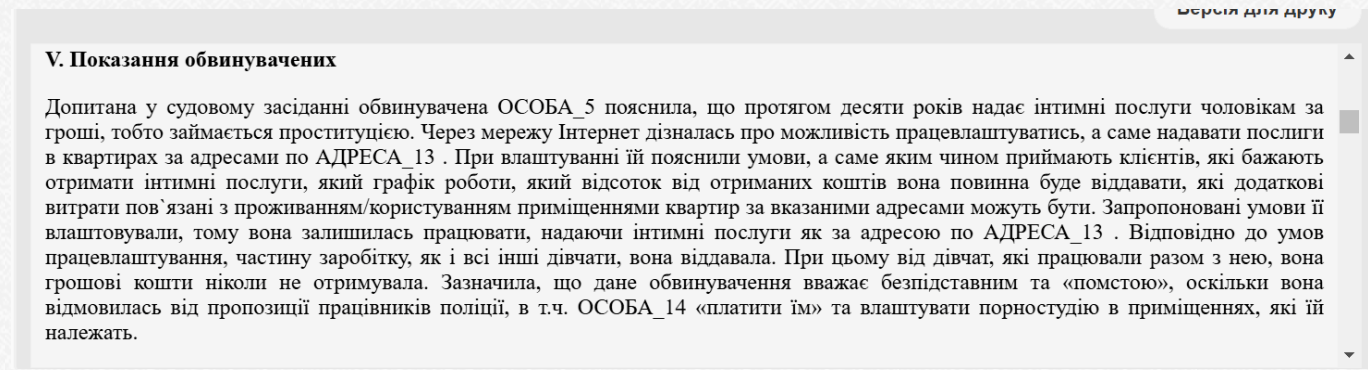 Версія для друку
V. Показання обвинувачених
Допитана у судовому засіданні обвинувачена ОСОБА_5 пояснила, що протягом десяти років надає інтимні послуги чоловікам за
гроші, тобто займається проституцією. Через мережу Інтернет дізналась про можливість працевлаштуватись, а саме надавати послиги
в квартирах за адресами по АДРЕСА_13 . При влаштуванні їй пояснили умови, а саме яким чином приймають клієнтів, які бажають
отримати інтимні послуги, який графік роботи, який відсоток від отриманих коштів вона повинна буде віддавати, які додаткові
витрати пов`язані з проживанням/користуванням приміщеннями квартир за вказаними адресами можуть бути. Запропоновані умови її
влаштовували, тому вона залишилась працювати, надаючи інтимні послуги як за адресою по АДРЕСА_13 . Відповідно до умов
працевлаштування, частину заробітку, як і всі інші дівчати, вона віддавала. При цьому від дівчат, які працювали разом з нею, вона
грошові кошти ніколи не отримувала. Зазначила, що дане обвинувачення вважає безпідставним та «помстою», оскільки вона
відмовилась від пропозиції працівників поліції, в т.ч. ОСОБА_14 «платити їм» та влаштувати порностудію в приміщеннях, які їй
належать.